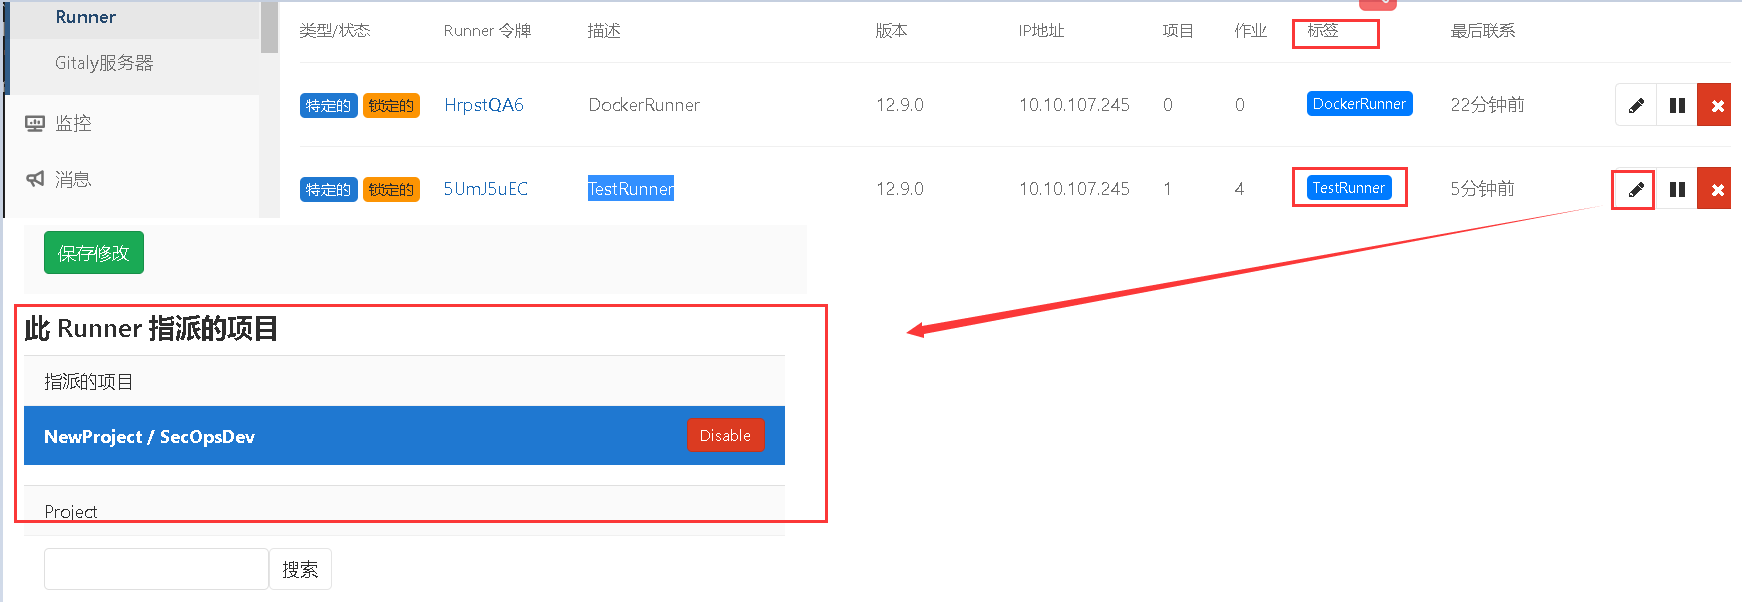 Runner
Gitaly服务器
监控
消息
类型/状态 Runner 令牌 描述 版本 IP地址 项目 作业 标签 最后联系
特定的 锁定的 HrpstQA6 DockerRunner 12.9.0 10.10.107.245 0 0 DockerRunner 22分钟前
特定的 锁定的 5UmJ5uEC TestRunner 12.9.0 10.10.107.245 1 4 TestRunner 5分钟前
保存修改
此 Runner 指派的项目
指派的项目
NewProject / SecOpsDev Disable
Project
搜索